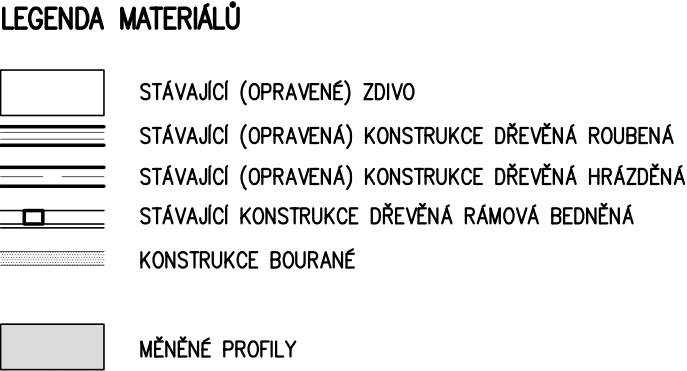 LEGENDA MATERIÁLŮ
STÁVAJÍCÍ (OPRAVENÉ) ZDIVO
STÁVAJÍCÍ (OPRAVENÁ) KONSTRUKCE DŘEVĚNÁ ROUBENÁ
STÁVAJÍCÍ (OPRAVENÁ) KONSTRUKCE DŘEVĚNÁ HRÁZDĚNÁ
STÁVAJÍCÍ KONSTRUKCE DŘEVĚNÁ RÁMOVÁ BEDNĚNÁ
KONSTRUKCE BOURANÉ
MĚNĚNÉ PROFILY